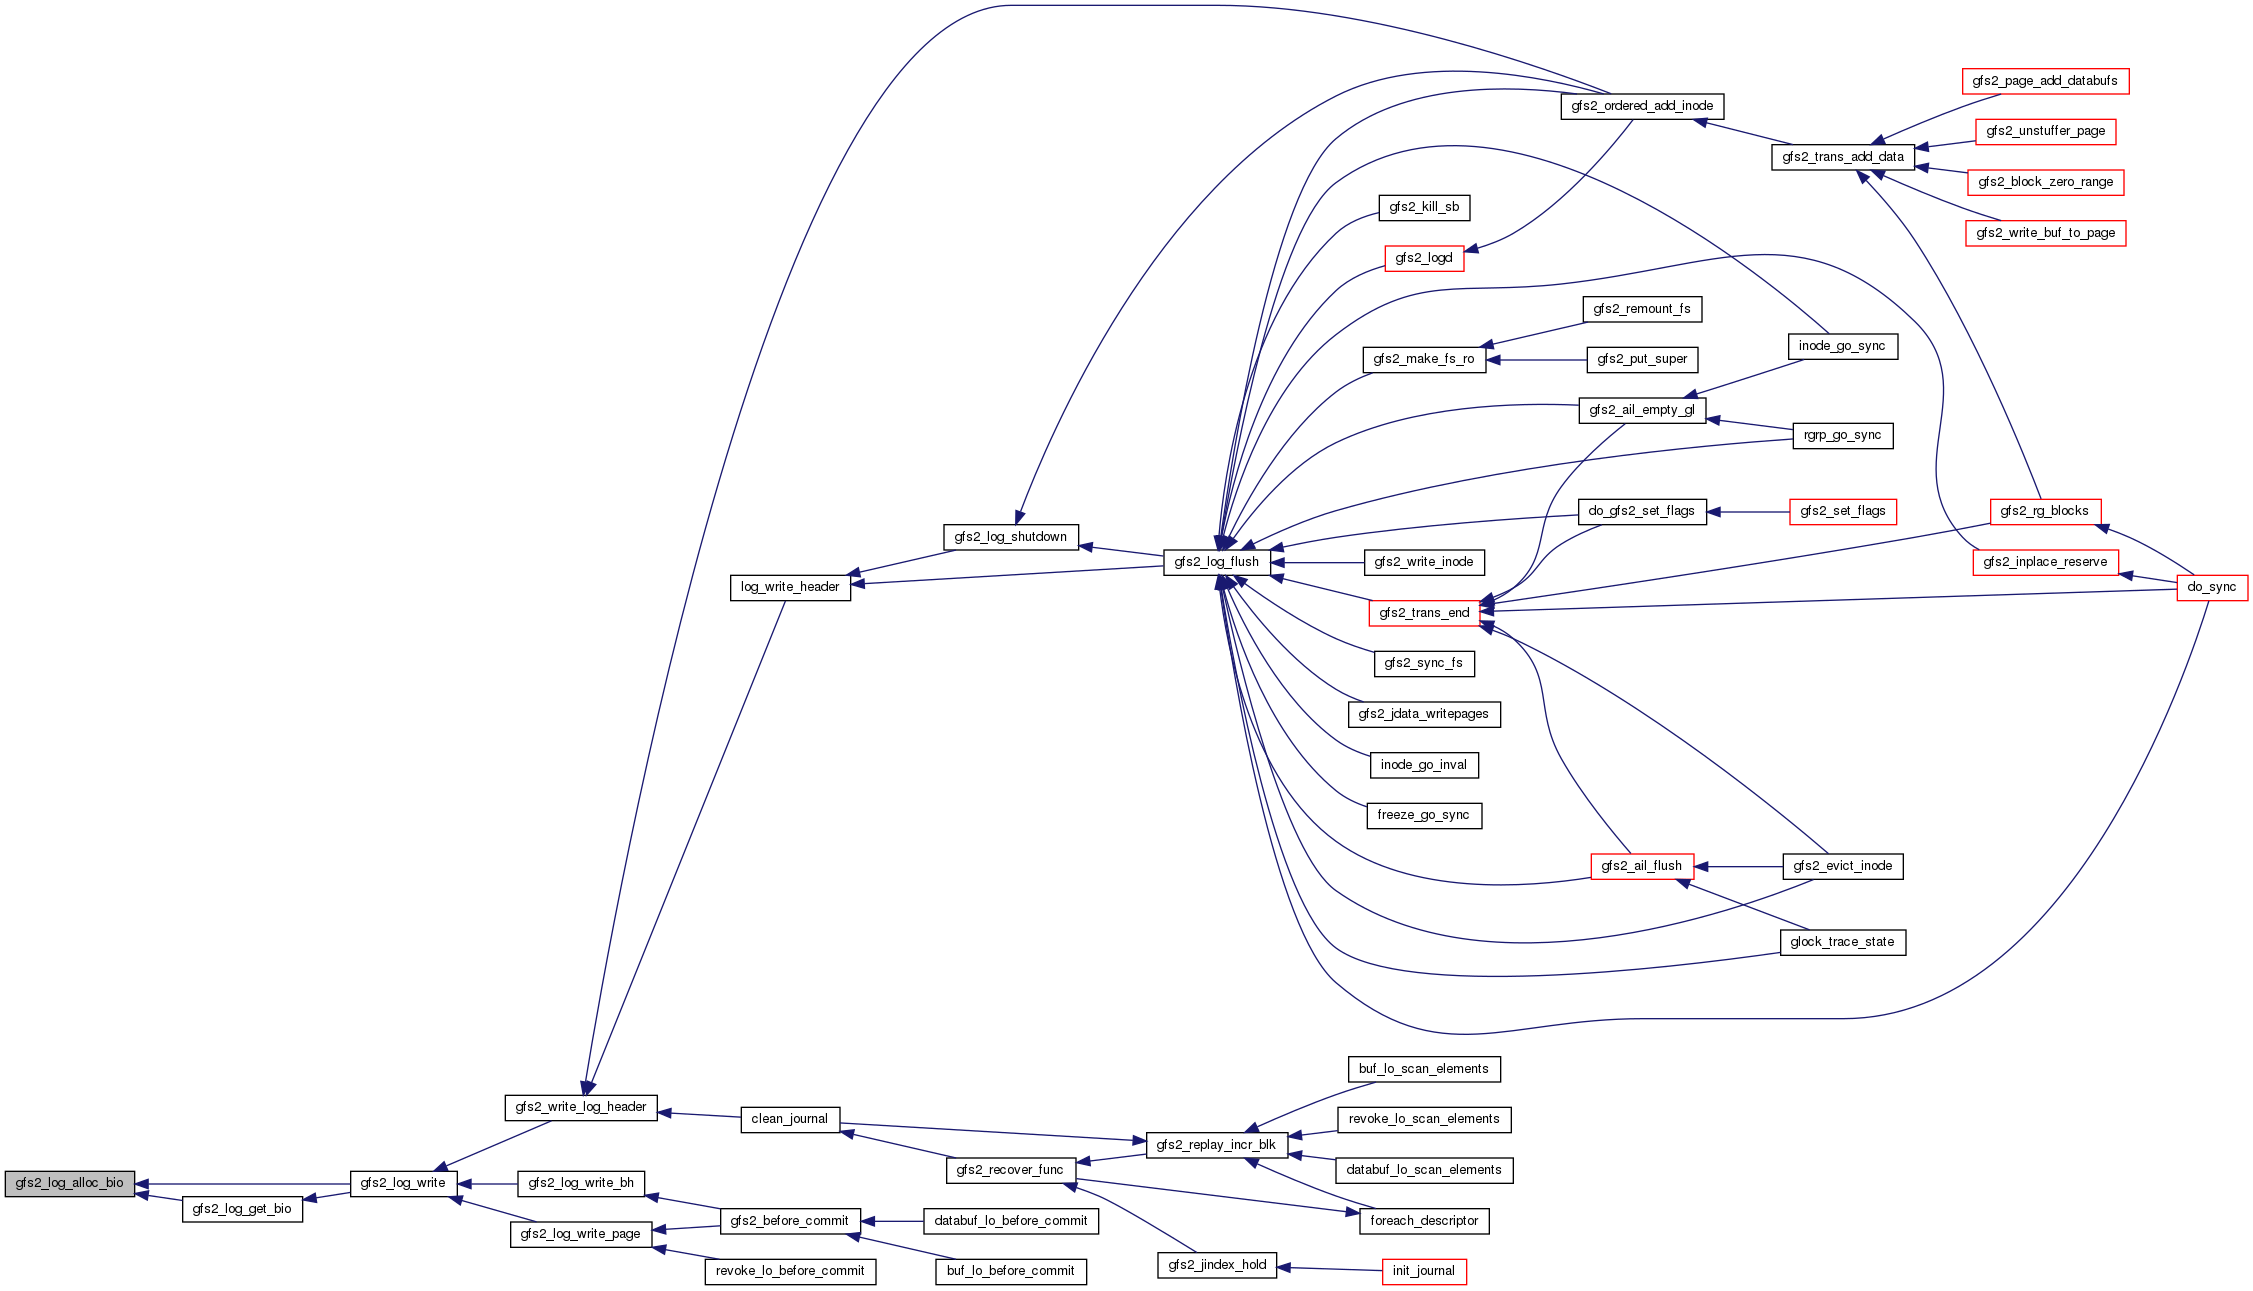 gfs2_page_add_databufs
gfs2_ordered_add_inode
gfs2_unstuffer_page
gfs2_trans_add_data
gfs2_block_zero_range
gfs2_kill_sb
gfs2_write_buf_to_page
gfs2_logd
gfs2_remount_fs
inode_go_sync
gfs2_make_fs_ro
gfs2_put_super
gfs2_ail_empty_gl
rgrp_go_sync
do_gfs2_set_flags
gfs2_set_flags
gfs2_rg_blocks
gfs2_log_shutdown
gfs2_log_flush
gfs2_write_inode
gfs2_inplace_reserve
log_write_header
do_sync
gfs2_trans_end
gfs2_sync_fs
gfs2_jdata_writepages
inode_go_inval
freeze_go_sync
gfs2_ail_flush
gfs2_evict_inode
glock_trace_state
buf_lo_scan_elements
gfs2_write_log_header
clean_journal
revoke_lo_scan_elements
gfs2_replay_incr_blk
gfs2_recover_func
databuf_lo_scan_elements
gfs2_log_alloc_bio
gfs2_log_write
gfs2_log_write_bh
gfs2_log_get_bio
gfs2_before_commit
databuf_lo_before_commit
foreach_descriptor
gfs2_log_write_page
revoke_lo_before_commit
buf_lo_before_commit
gfs2_jindex_hold
init_journal